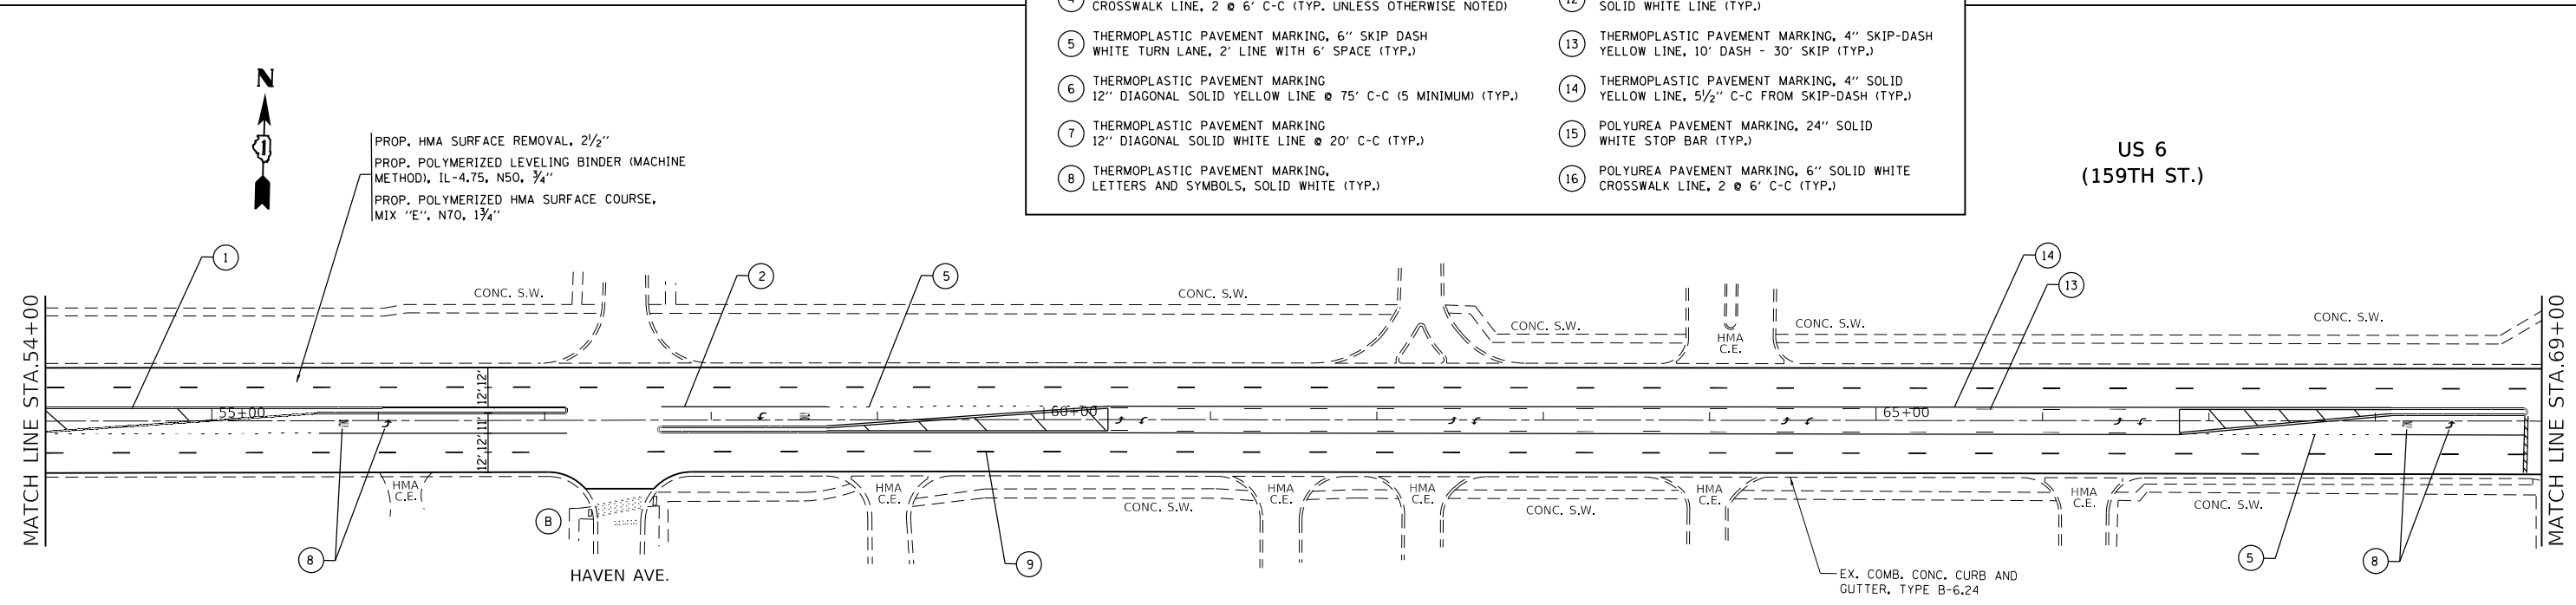 4 CROSSWALK LINE, 2 @ 6' C-C (TYP. UNLESS OTHERWISE NOTED)
5 THERMOPLASTIC PAVEMENT MARKING, 6" SKIP DASH
WHITE TURN LANE, 2' LINE WITH 6' SPACE (TYP.)
6 THERMOPLASTIC PAVEMENT MARKING
12" DIAGONAL SOLID YELLOW LINE @ 75' C-C (5 MINIMUM) (TYP.)
7 THERMOPLASTIC PAVEMENT MARKING
12" DIAGONAL SOLID WHITE LINE @ 20' C-C (TYP.)
8 THERMOPLASTIC PAVEMENT MARKING,
LETTERS AND SYMBOLS, SOLID WHITE (TYP.)
12 SOLID WHITE LINE (TYP.)
13 THERMOPLASTIC PAVEMENT MARKING, 4" SKIP-DASH
YELLOW LINE, 10' DASH - 30' SKIP (TYP.)
14 THERMOPLASTIC PAVEMENT MARKING, 4" SOLID
YELLOW LINE, 5½" C-C FROM SKIP-DASH (TYP.)
15 POLYUREA PAVEMENT MARKING, 24" SOLID
WHITE STOP BAR (TYP.)
16 POLYUREA PAVEMENT MARKING, 6" SOLID WHITE
CROSSWALK LINE, 2 @ 6' C-C (TYP.)
N
1
PROP. HMA SURFACE REMOVAL, 2½"
PROP. POLYMERIZED LEVELING BINDER (MACHINE
METHOD), IL-4.75, N50, ¾"
PROP. POLYMERIZED HMA SURFACE COURSE,
MIX "E", N70, 1¾"
US 6
(159TH ST.)
1
2
5
14
13
CONC. S.W.
CONC. S.W.
CONC. S.W.
CONC. S.W.
CONC. S.W.
HMA
C.E.
MATCH LINE STA.54+00
12' 12'
12' 12' 11'
55+00
60+00
65+00
MATCH LINE STA.69+00
HMA
C.E.
HMA
C.E.
HMA
C.E.
HMA
C.E.
HMA
C.E.
HMA
C.E.
CONC. S.W.
CONC. S.W.
CONC. S.W.
B
8
9
5
8
HAVEN AVE.
EX. COMB. CONC. CURB AND
GUTTER, TYPE B-6.24